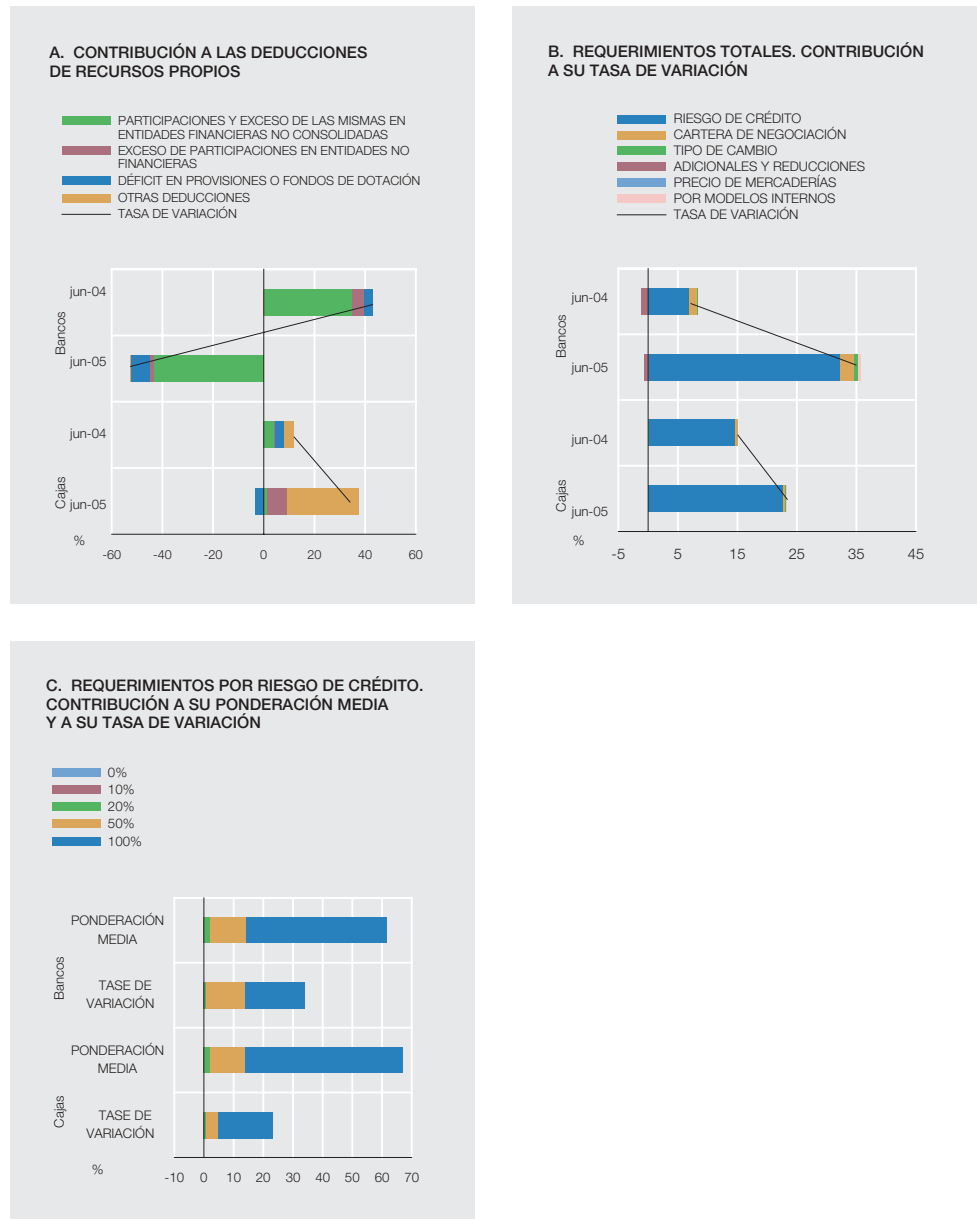 A. CONTRIBUCIÓN A LAS DEDUCCIONES
DE RECURSOS PROPIOS
PARTICIPACIONES Y EXCESO DE LAS MISMAS EN
ENTIDADES FINANCIERAS NO CONSOLIDADAS
EXCESO DE PARTICIPACIONES EN ENTIDADES NO
FINANCIERAS
DÉFICIT EN PROVISIONES O FONDOS DE DOTACIÓN
OTRAS DEDUCCIONES
TASA DE VARIACIÓN
Bancos
jun-04
jun-05
Cajas
jun-04
jun-05
%
-60 -40 -20 0 20 40 60
B. REQUERIMIENTOS TOTALES. CONTRIBUCIÓN
A SU TASA DE VARIACIÓN
RIESGO DE CRÉDITO
CARTERA DE NEGOCIACIÓN
TIPO DE CAMBIO
ADICIONALES Y REDUCCIONES
PRECIO DE MERCADERÍAS
POR MODELOS INTERNOS
TASA DE VARIACIÓN
Bancos
jun-04
jun-05
Cajas
jun-04
jun-05
%
-5 5 15 25 35 45
C. REQUERIMIENTOS POR RIESGO DE CRÉDITO.
CONTRIBUCIÓN A SU PONDERACIÓN MEDIA
Y A SU TASA DE VARIACIÓN
0%
10%
20%
50%
100%
Bancos
PONDERACIÓN
MEDIA
TASE DE
VARIACIÓN
Cajas
PONDERACIÓN
MEDIA
TASE DE
VARIACIÓN
%
-10 0 10 20 30 40 50 60 70